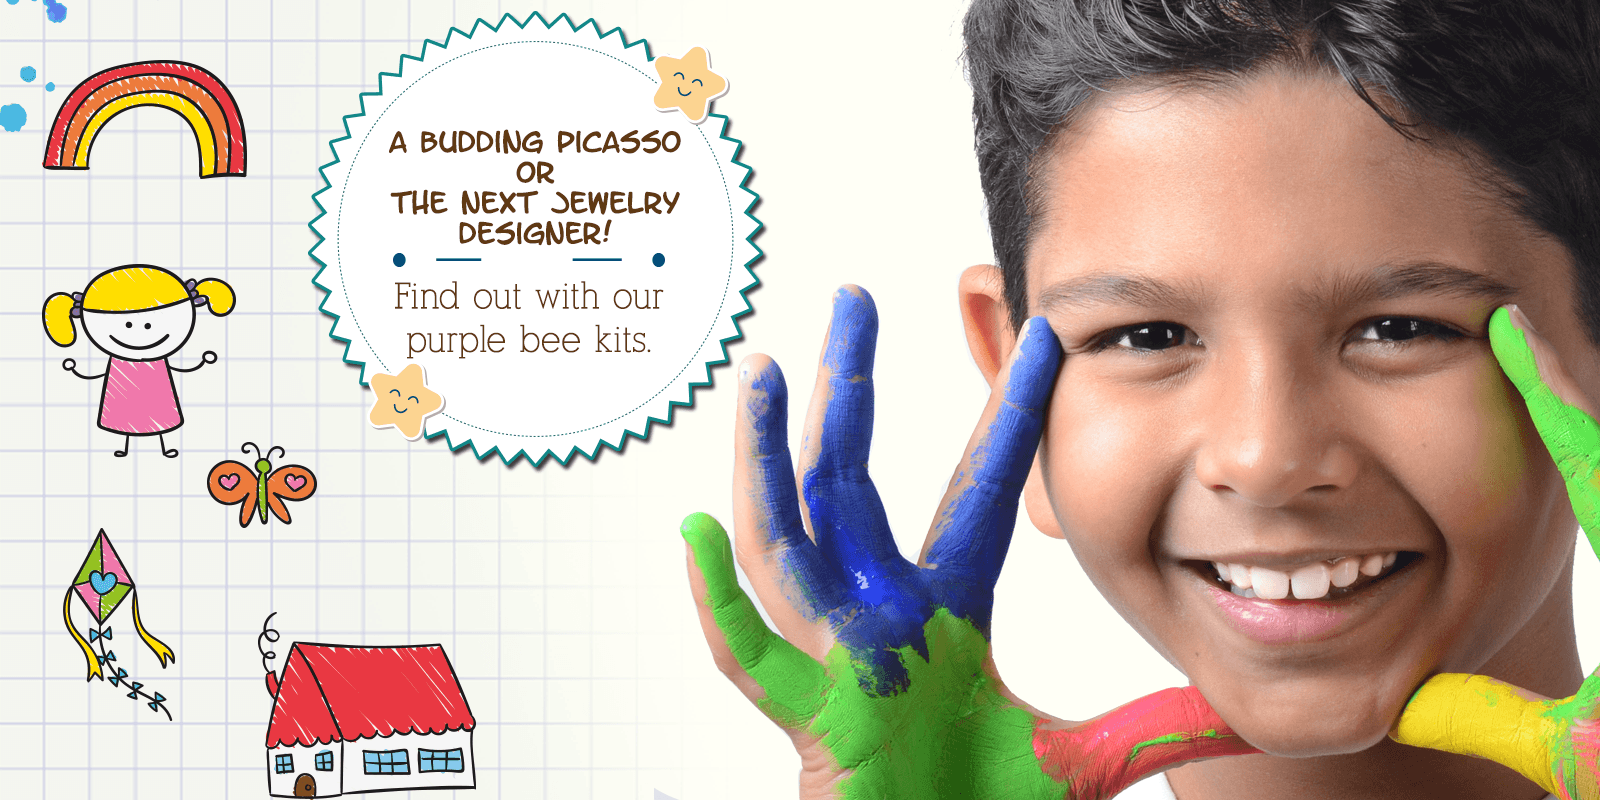 A BUDDING PICASSO
OR
THE NEXT JEWELRY
DESIGNER!
Find out with our
purple bee kits.